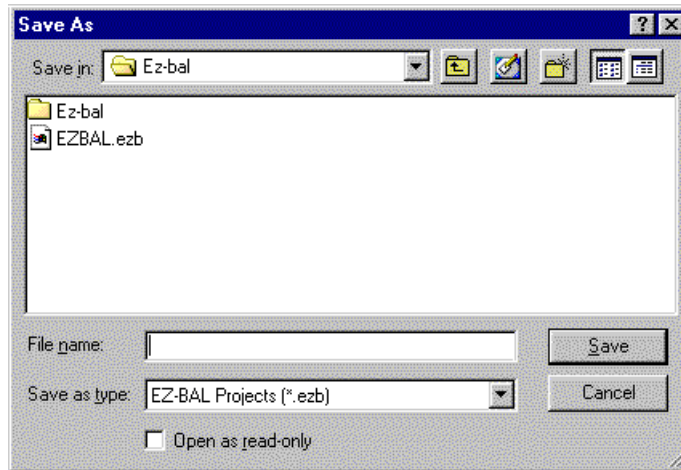 Save As
Save in: Ez-bal
Ez-bal
EZBAL.ezb
File name: Save
Save as type: EZ-BAL Projects (*.ezb) Cancel
Open as read-only